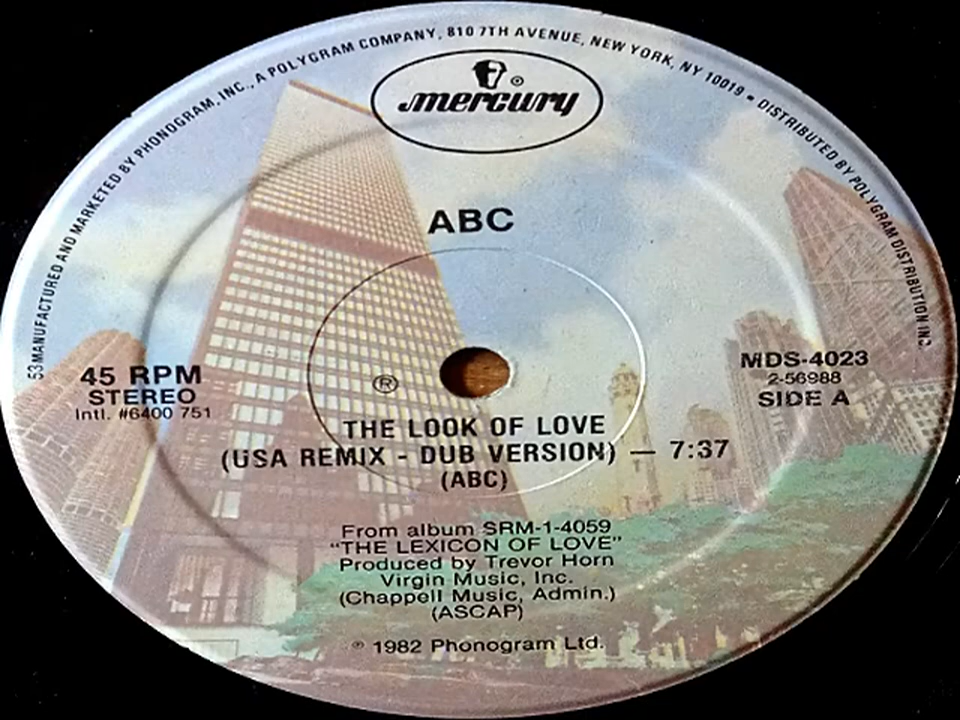 53 MANUFACTURED AND MARKETED BY PHONOGRAM, INC., A POLYGRAM COMPANY, 810 7TH AVENUE, NEW YORK, NY 10019 • DISTRIBUTED BY POLYGRAM DISTRIBUTION INC.
mercury ®
ABC
45 RPM
STEREO
Intl. #6400 751
®
MDS-4023
2-56988
SIDE A
THE LOOK OF LOVE
(USA REMIX - DUB VERSION) — 7:37
(ABC)
From album SRM-1-4059
"THE LEXICON OF LOVE"
Produced by Trevor Horn
Virgin Music, Inc.
(Chappell Music, Admin.)
(ASCAP)
℗ 1982 Phonogram Ltd.